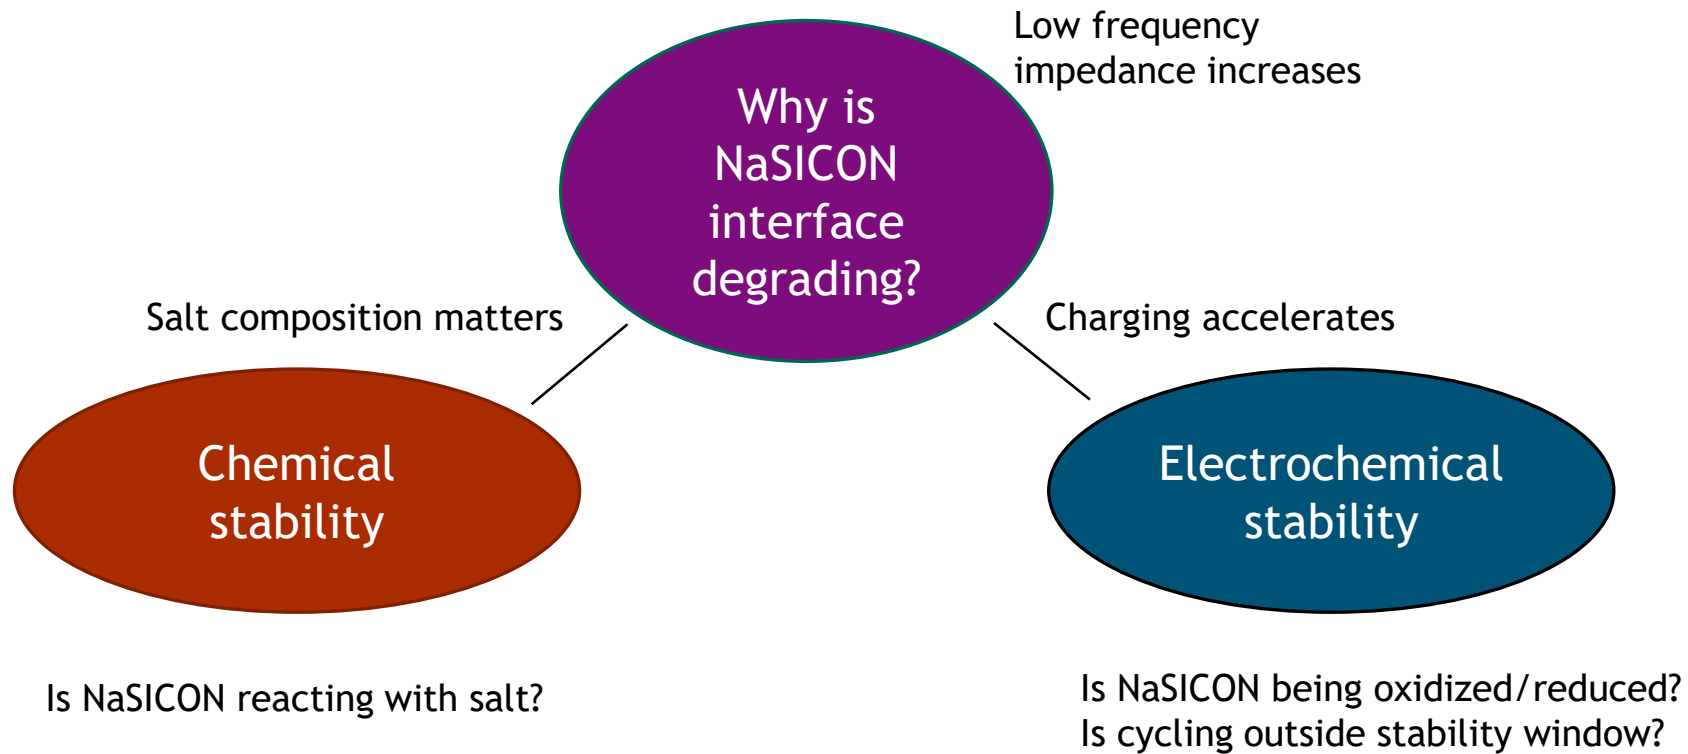 Low frequency
impedance increases
Why is
NaSICON
interface
degrading?
Salt composition matters
Charging accelerates
Chemical
stability
Electrochemical
stability
Is NaSICON reacting with salt?
Is NaSICON being oxidized/reduced?
Is cycling outside stability window?